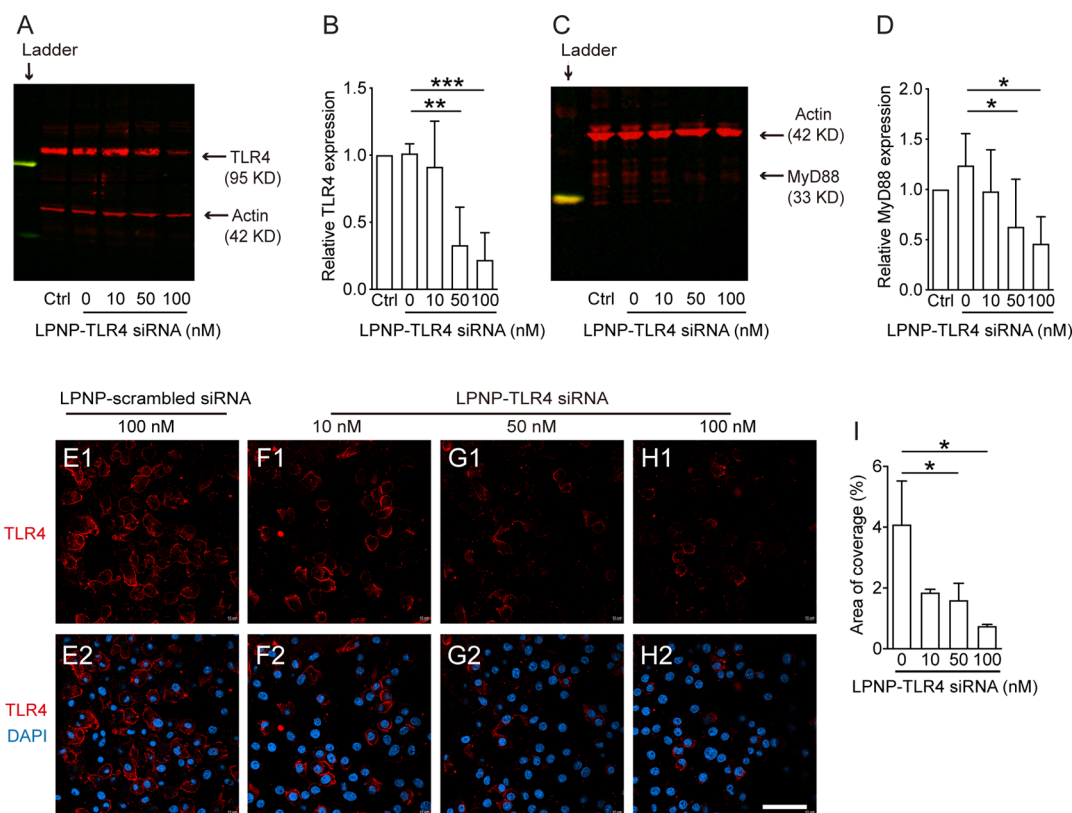 A
Ladder
TLR4
(95 KD)
Actin
(42 KD)
Ctrl 0 10 50 100
LPNP-TLR4 siRNA (nM)
B
Relative TLR4 expression
1.5
1.0
0.5
0.0
***
**
Ctrl 0 10 50 100
LPNP-TLR4 siRNA (nM)
C
Ladder
Actin
(42 KD)
MyD88
(33 KD)
Ctrl 0 10 50 100
LPNP-TLR4 siRNA (nM)
D
Relative MyD88 expression
2.0
1.5
1.0
0.5
0.0
*
*
Ctrl 0 10 50 100
LPNP-TLR4 siRNA (nM)
LPNP-scrambled siRNA
100 nM
LPNP-TLR4 siRNA
10 nM 50 nM 100 nM
TLR4
E1 F1 G1 H1
TLR4
DAPI
E2 F2 G2 H2
I
Area of coverage (%)
6
4
2
0
*
*
0 10 50 100
LPNP-TLR4 siRNA (nM)